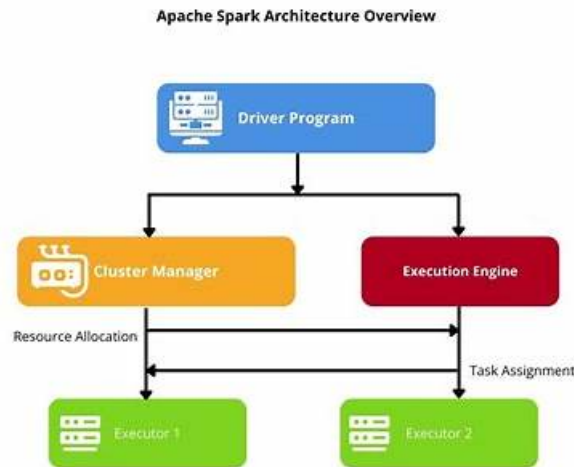 Apache Spark Architecture Overview
Driver Program
Cluster Manager
Execution Engine
Resource Allocation
Task Assignment
Executor 1
Executor 2